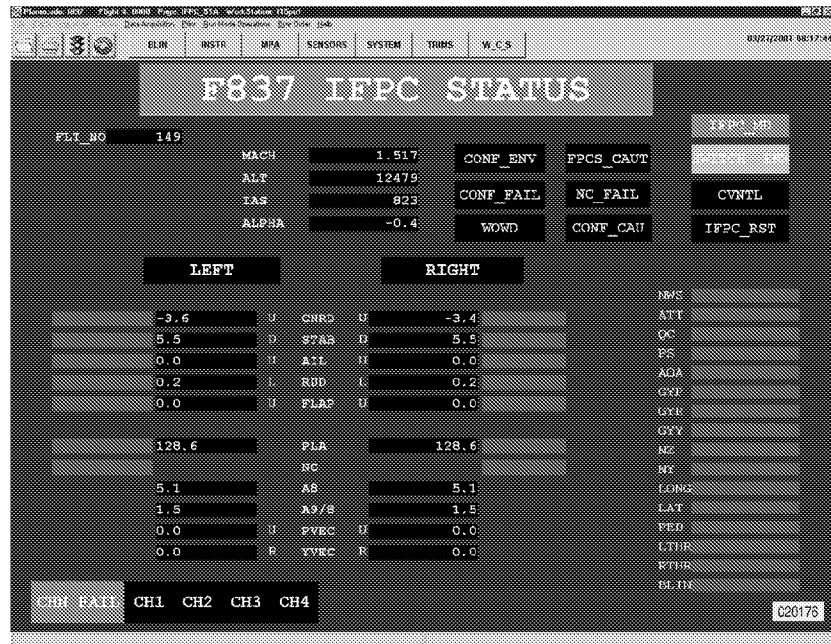 BLIN INSTR MPA SENSORS SYSTEM TRIMS W_C_S
F837 IFPC STATUS
FLT_NO 149
MACH 1.517
ALT 12479
IAS 823
ALPHA -0.4
CONF_ENV FPCS_CAUT
CONF_FAIL NC_FAIL CVNTL
WOWD CONF_CAU IFPC_RST
LEFT RIGHT
-3.6 U CNRD U -3.4
5.5 D STAB D 5.5
0.0 U AIL U 0.0
0.2 L RUD L 0.2
0.0 U FLAP U 0.0
128.6 PLA 128.6
NC
5.1 A8 5.1
1.5 A9/8 1.5
0.0 U PVEC U 0.0
0.0 R YVEC R 0.0
NWS
ATT
QC
PS
AOA
GYP
GYR
GYY
NZ
NY
LONG
LAT
PED
LTHR
RTHR
BLIN
CHN FAIL CH1 CH2 CH3 CH4
C20176